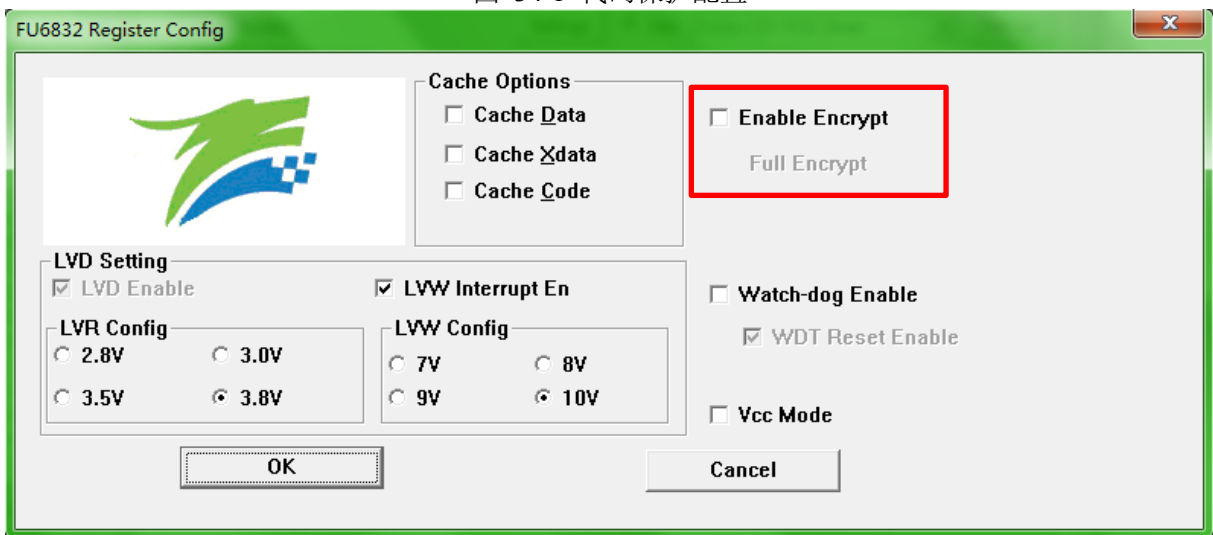 FU6832 Register Config
Cache Options
Cache Data
Cache Xdata
Cache Code
Enable Encrypt
Full Encrypt
LVD Setting
LVD Enable
LVW Interrupt En
LVR Config
2.8V
3.0V
3.5V
3.8V
LVW Config
7V
8V
9V
10V
Watch-dog Enable
WDT Reset Enable
Vcc Mode
OK
Cancel